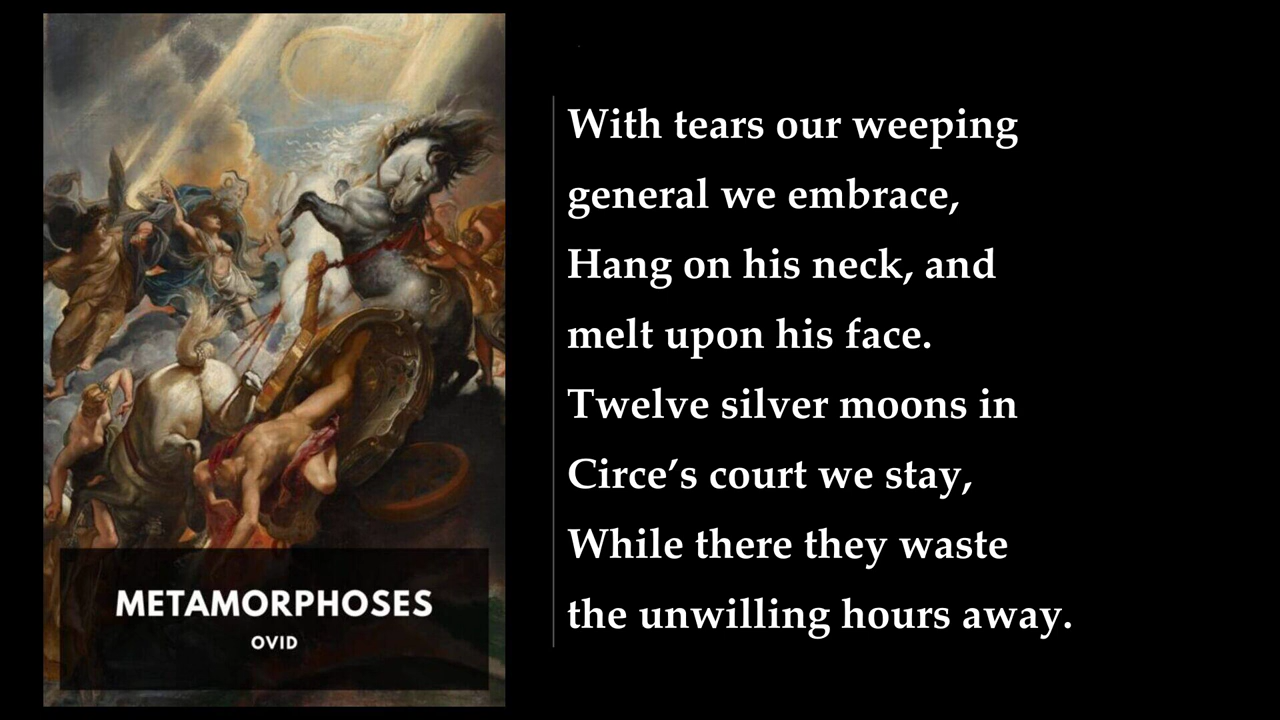 METAMORPHOSES
OVID
With tears our weeping
general we embrace,
Hang on his neck, and
melt upon his face.
Twelve silver moons in
Circe’s court we stay,
While there they waste
the unwilling hours away.